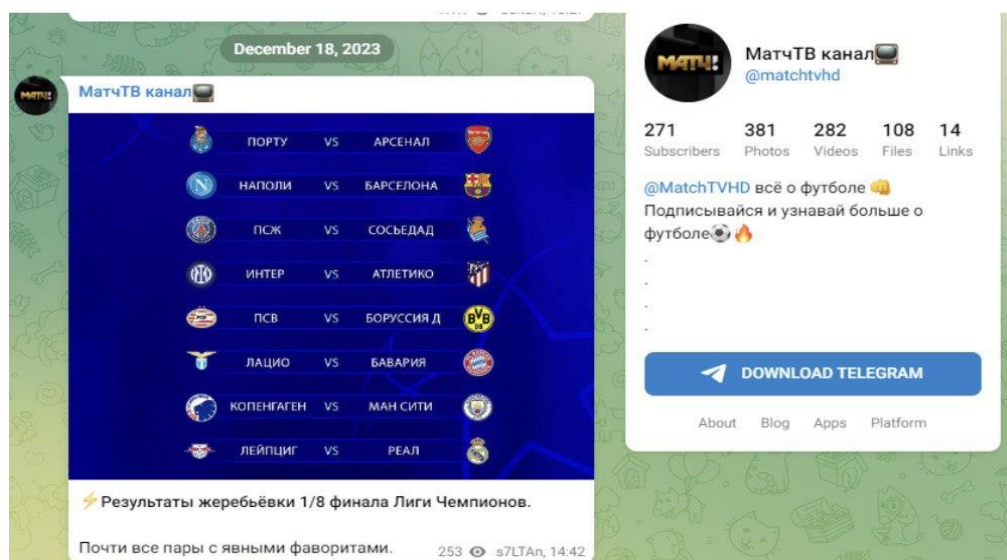 December 18, 2023
МАТЧ!
МатчТВ канал
ПОРТУ VS АРСЕНАЛ
НАПОЛИ VS БАРСЕЛОНА
ПСЖ VS СОСЬЕДАД
ИНТЕР VS АТЛЕТИКО
ПСВ VS БОРУССИЯ Д
ЛАЦИО VS БАВАРИЯ
КОПЕНГАГЕН VS МАН СИТИ
ЛЕЙПЦИГ VS РЕАЛ
⚡Результаты жеребьёвки 1/8 финала Лиги Чемпионов.
Почти все пары с явными фаворитами.
253 s7LTAn, 14:42
МАТЧ!
МатчТВ канал📺
@matchtvhd
271 381 282 108 14
Subscribers Photos Videos Files Links
@MatchTVHD всё о футболе 👊
Подписывайся и узнавай больше о
футболе⚽🔥
.
.
.
.
DOWNLOAD TELEGRAM
About Blog Apps Platform